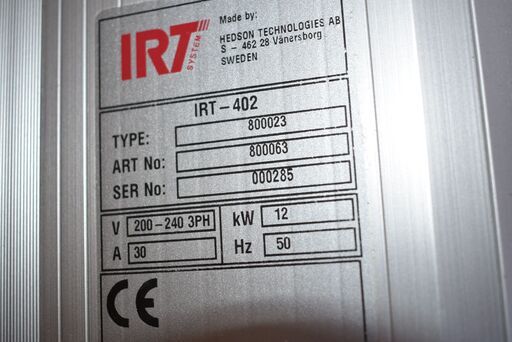 IRT
SYSTEM
Made by:
HEDSON TECHNOLOGIES AB
S - 462 28 Vänersborg
SWEDEN
IRT-402
TYPE: 800023
ART No: 800063
SER No: 000285
V 200-240 3PH kW 12
A 30 Hz 50
CE